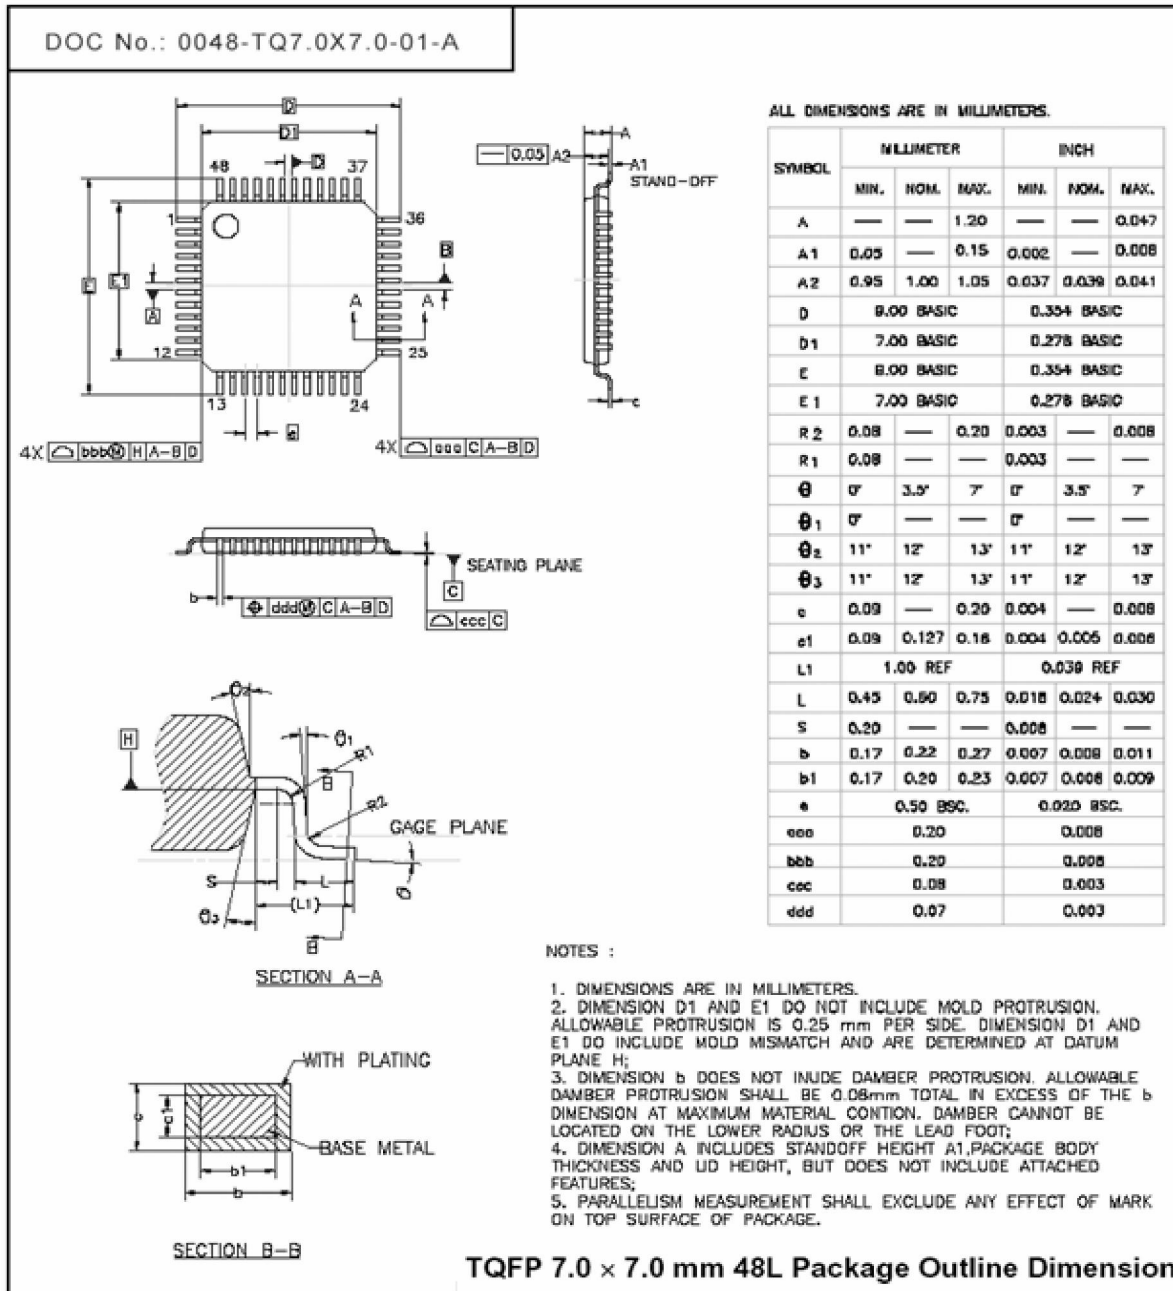 DOC No.: 0048-TQ7.0X7.0-01-A
D
D1
D
48 37
1 36
E E1
B
A
A A
12 25
13 24
e
4X bbbⓂ H A-B D
4X aaa C A-B D
0.05 A2
A
A1
STAND-OFF
c
b
dddⓂ C A-B D
SEATING PLANE
C
ccc C
θ2
H
θ1
R1
B
R2
GAGE PLANE
S L
θ
(L1)
θ3
B
SECTION A-A
WITH PLATING
c c1
BASE METAL
b1
b
SECTION B-B
ALL DIMENSIONS ARE IN MILLIMETERS.
SYMBOL MILLIMETER INCH
MIN. NOM. MAX. MIN. NOM. MAX.
A — — 1.20 — — 0.047
A1 0.05 — 0.15 0.002 — 0.006
A2 0.95 1.00 1.05 0.037 0.039 0.041
D 9.00 BASIC 0.354 BASIC
D1 7.00 BASIC 0.276 BASIC
E 9.00 BASIC 0.354 BASIC
E1 7.00 BASIC 0.276 BASIC
R2 0.08 — 0.20 0.003 — 0.008
R1 0.08 — — 0.003 — —
θ 0° 3.5° 7° 0° 3.5° 7°
θ1 0° — — 0° — —
θ2 11° 12° 13° 11° 12° 13°
θ3 11° 12° 13° 11° 12° 13°
c 0.09 — 0.20 0.004 — 0.008
c1 0.09 0.127 0.16 0.004 0.005 0.006
L1 1.00 REF 0.039 REF
L 0.45 0.60 0.75 0.018 0.024 0.030
S 0.20 — — 0.008 — —
b 0.17 0.22 0.27 0.007 0.009 0.011
b1 0.17 0.20 0.23 0.007 0.008 0.009
e 0.50 BSC. 0.020 BSC.
aaa 0.20 0.008
bbb 0.20 0.008
ccc 0.08 0.003
ddd 0.07 0.003
NOTES :
1. DIMENSIONS ARE IN MILLIMETERS.
2. DIMENSION D1 AND E1 DO NOT INCLUDE MOLD PROTRUSION.
ALLOWABLE PROTRUSION IS 0.25 mm PER SIDE. DIMENSION D1 AND
E1 DO INCLUDE MOLD MISMATCH AND ARE DETERMINED AT DATUM
PLANE H;
3. DIMENSION b DOES NOT INUDE DAMBER PROTRUSION. ALLOWABLE
DAMBER PROTRUSION SHALL BE 0.08mm TOTAL IN EXCESS OF THE b
DIMENSION AT MAXIMUM MATERIAL CONTION. DAMBER CANNOT BE
LOCATED ON THE LOWER RADIUS OR THE LEAD FOOT;
4. DIMENSION A INCLUDES STANDOFF HEIGHT A1,PACKAGE BODY
THICKNESS AND LID HEIGHT, BUT DOES NOT INCLUDE ATTACHED
FEATURES;
5. PARALLELISM MEASUREMENT SHALL EXCLUDE ANY EFFECT OF MARK
ON TOP SURFACE OF PACKAGE.
TQFP 7.0 × 7.0 mm 48L Package Outline Dimension